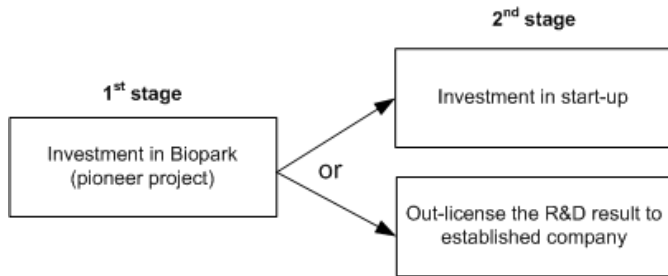 2nd stage
1st stage
Investment in start-up
Investment in Biopark
(pioneer project)
or
Out-license the R&D result to
established company